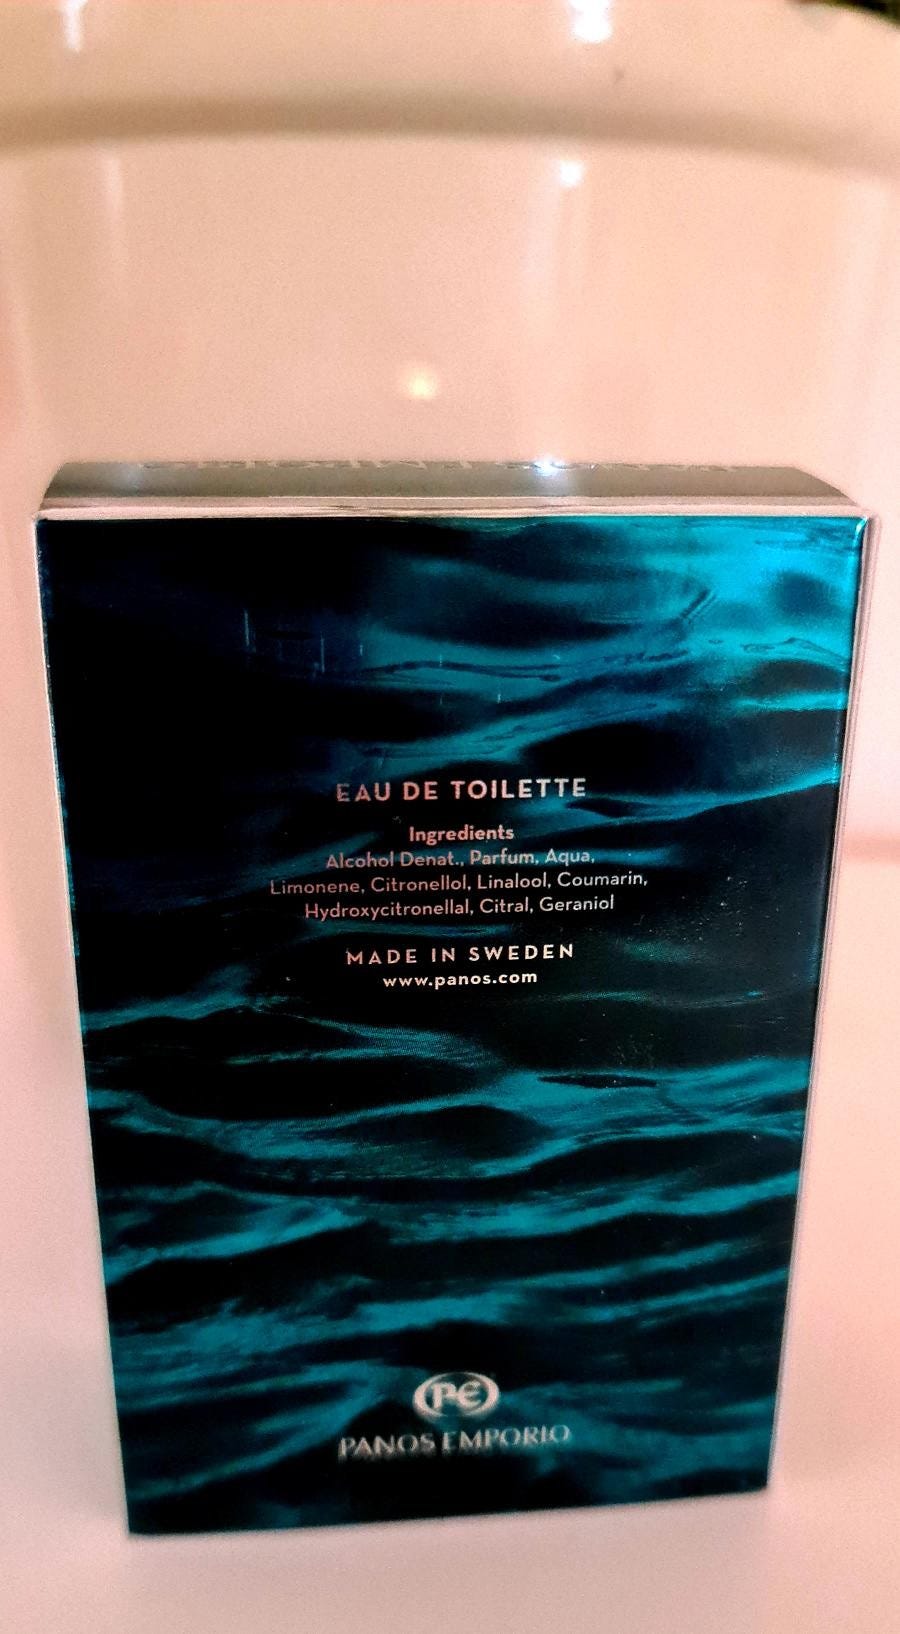 EAU DE TOILETTE
Ingredients
Alcohol Denat., Parfum, Aqua,
Limonene, Citronellol, Linalool, Coumarin,
Hydroxycitronellal, Citral, Geraniol
MADE IN SWEDEN
www.panos.com
PE
PANOS EMPORIO